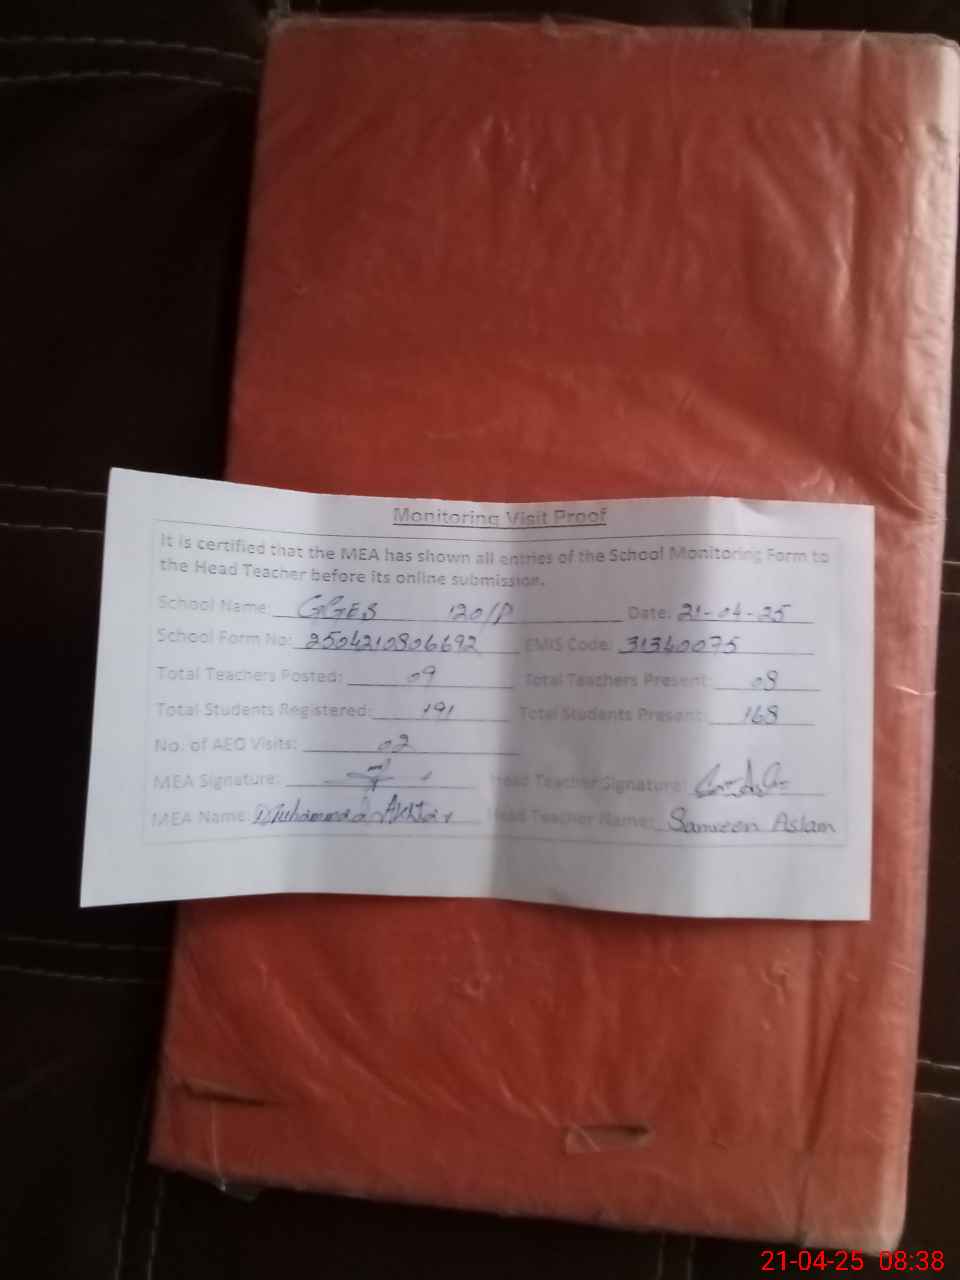 Monitoring Visit Proof
It is certified that the MEA has shown all entries of the School Monitoring Form to
the Head Teacher before its online submission.
School Name: GGES 120/P Date: 21-04-25
School Form No: 2504210806692 EMIS Code: 31340075
Total Teachers Posted: 09 Total Teachers Present: 08
Total Students Registered: 191 Total Students Present: 168
No. of AEO Visits: 02
MEA Signature: Head Teacher Signature:
MEA Name: Muhammad Akhtar Head Teacher Name: Samreen Aslam
21-04-25 08:38